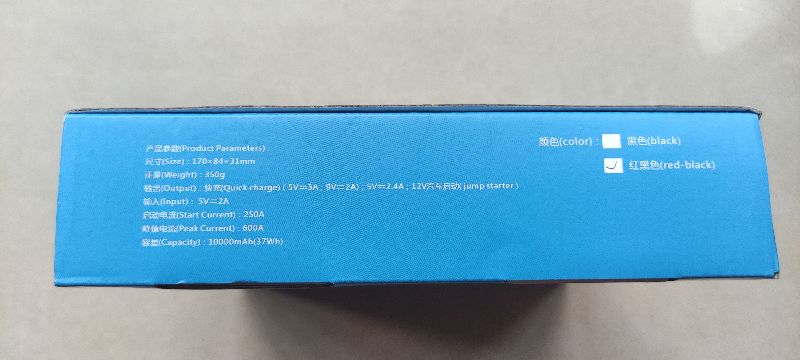 产品参数(Product Parameters)
尺寸(Size) : 170×84×31mm
重量(Weight) : 350g
输出(Output) : 快充(Quick charge) ( 5V⎓3A ; 9V⎓2A) ; 5V⎓2.4A ; 12V汽车启动( jump starter )
输入(Input) : 5V⎓2A
启动电流(Start Current) : 250A
峰值电流(Peak Current) : 600A
容量(Capacity) : 10000mAh(37Wh)
颜色(color) : 黑色(black)
红黑色(red-black)